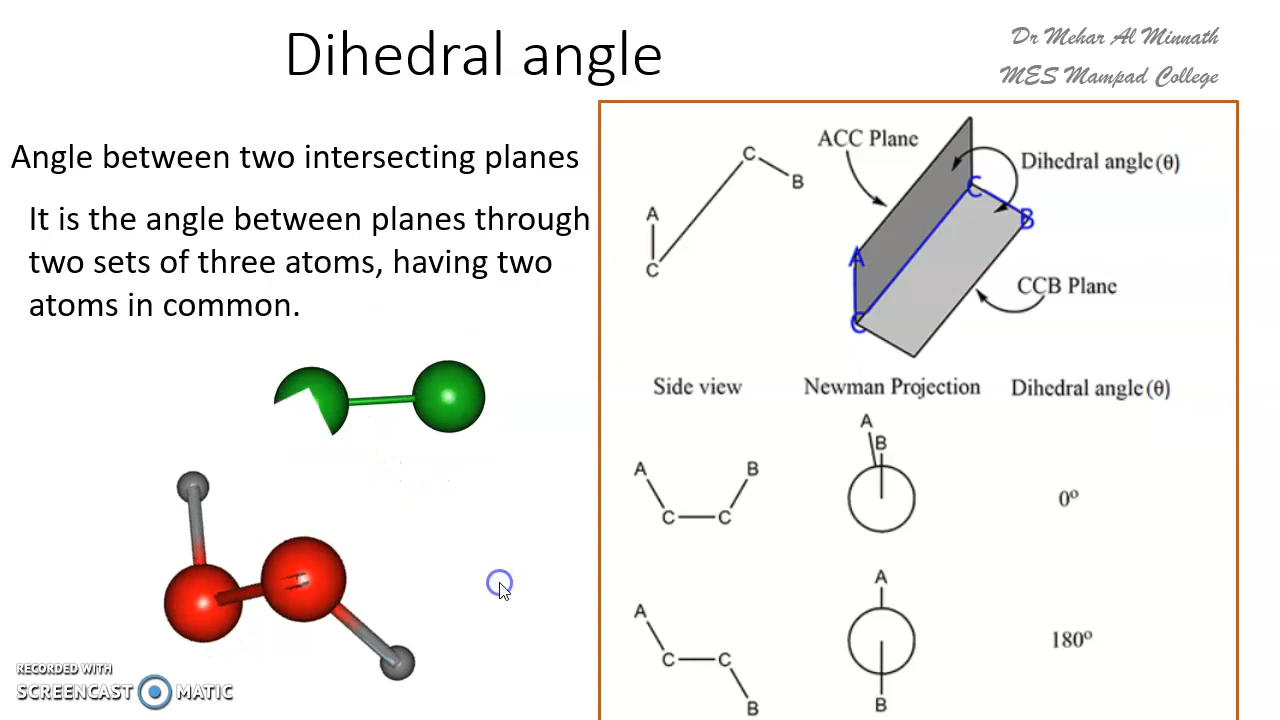 Dihedral angle
Dr Mehar Al Minnath
MES Mampad College
Angle between two intersecting planes
It is the angle between planes through
two sets of three atoms, having two
atoms in common.
C
B
A
C
ACC Plane
Dihedral angle (θ)
C
B
A
CCB Plane
C
Side view
Newman Projection
Dihedral angle (θ)
A
B
C
C
A
B
0º
A
C
C
B
A
B
180º
RECORDED WITH
SCREENCAST MATIC